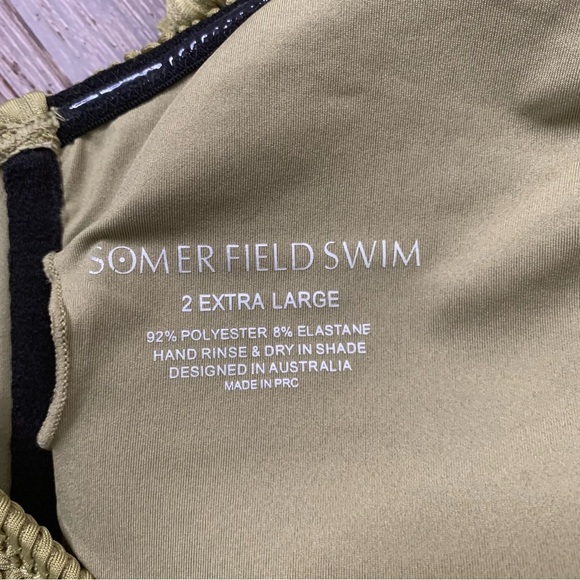 SOMER FIELD SWIM
2 EXTRA LARGE
92% POLYESTER 8% ELASTANE
HAND RINSE & DRY IN SHADE
DESIGNED IN AUSTRALIA
MADE IN PRC